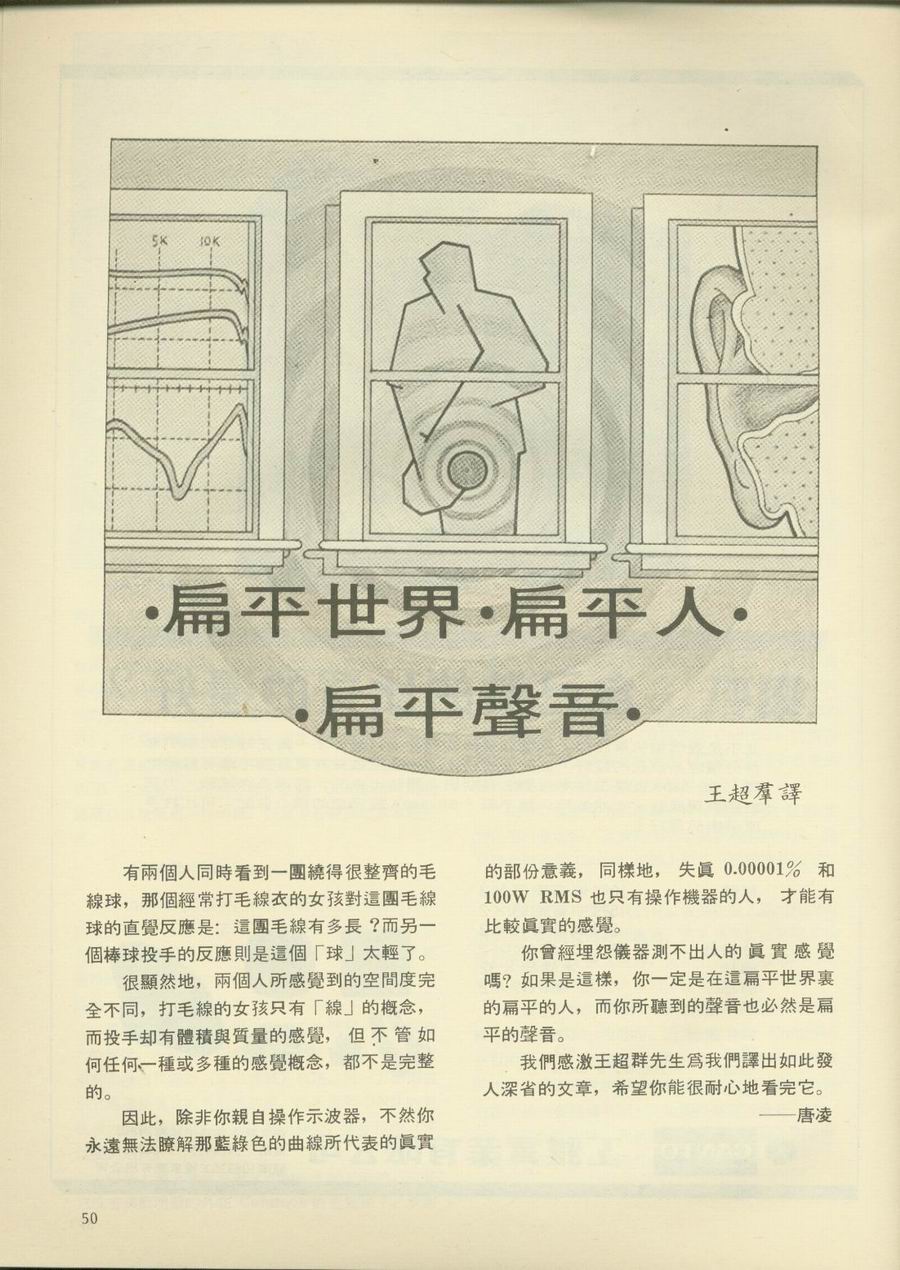 5K 10K
•扁平世界•扁平人•
•扁平聲音•
王超羣譯
有兩個人同時看到一團繞得很整齊的毛
線球，那個經常打毛線衣的女孩對這團毛線
球的直覺反應是：這團毛線有多長？而另一
個棒球投手的反應則是這個「球」太輕了。
很顯然地，兩個人所感覺到的空間度完
全不同，打毛線的女孩只有「線」的概念，
而投手却有體積與質量的感覺，但不管如
何任何一種或多種的感覺概念，都不是完整
的。
因此，除非你親自操作示波器，不然你
永遠無法瞭解那藍綠色的曲線所代表的眞實
的部份意義，同樣地，失眞 0.00001% 和
100W RMS 也只有操作機器的人，才能有
比較眞實的感覺。
你曾經埋怨儀器測不出人的眞實感覺
嗎？如果是這樣，你一定是在這扁平世界裏
的扁平的人，而你所聽到的聲音也必然是扁
平的聲音。
我們感激王超群先生爲我們譯出如此發
人深省的文章，希望你能很耐心地看完它。
——唐凌
50